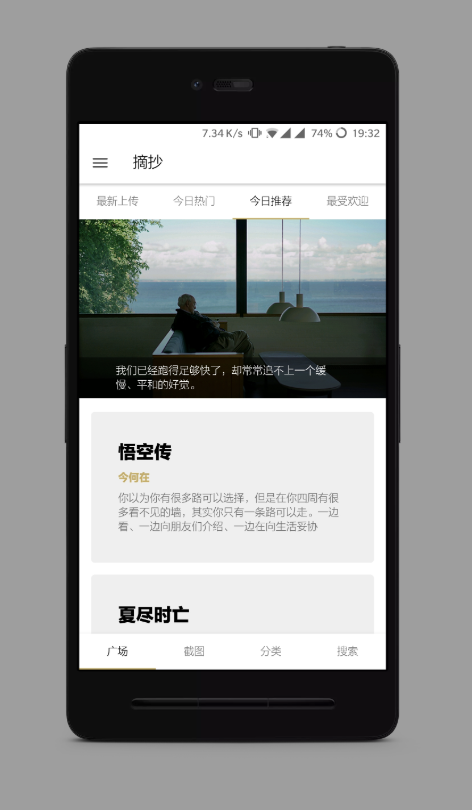 7.34 K/s 74% 19:32
摘抄
最新上传 今日热门 今日推荐 最受欢迎
我们已经跑得足够快了，却常常追不上一个缓
慢、平和的好觉。
悟空传
今何在
你以为你有很多路可以选择，但是在你四周有很
多看不见的墙，其实你只有一条路可以走。一边
看、一边向朋友们介绍、一边在向生活妥协
夏尽时亡
广场 截图 分类 搜索